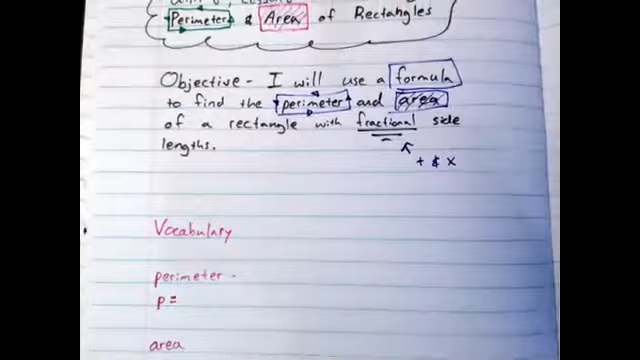 Perimeter & Area of Rectangles
Objective - I will use a formula
to find the perimeter and area
of a rectangle with fractional side
lengths.
+ & x
Vocabulary
perimeter -
p =
area